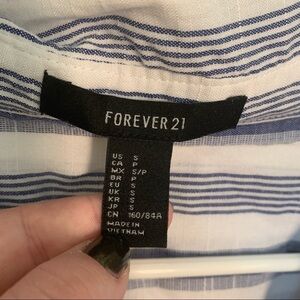 FOREVER 21
US S
CA P
MX S/P
BR P
EU S
UK S
KR S
JP S
CN 160/84A
MADE IN
VIETNAM